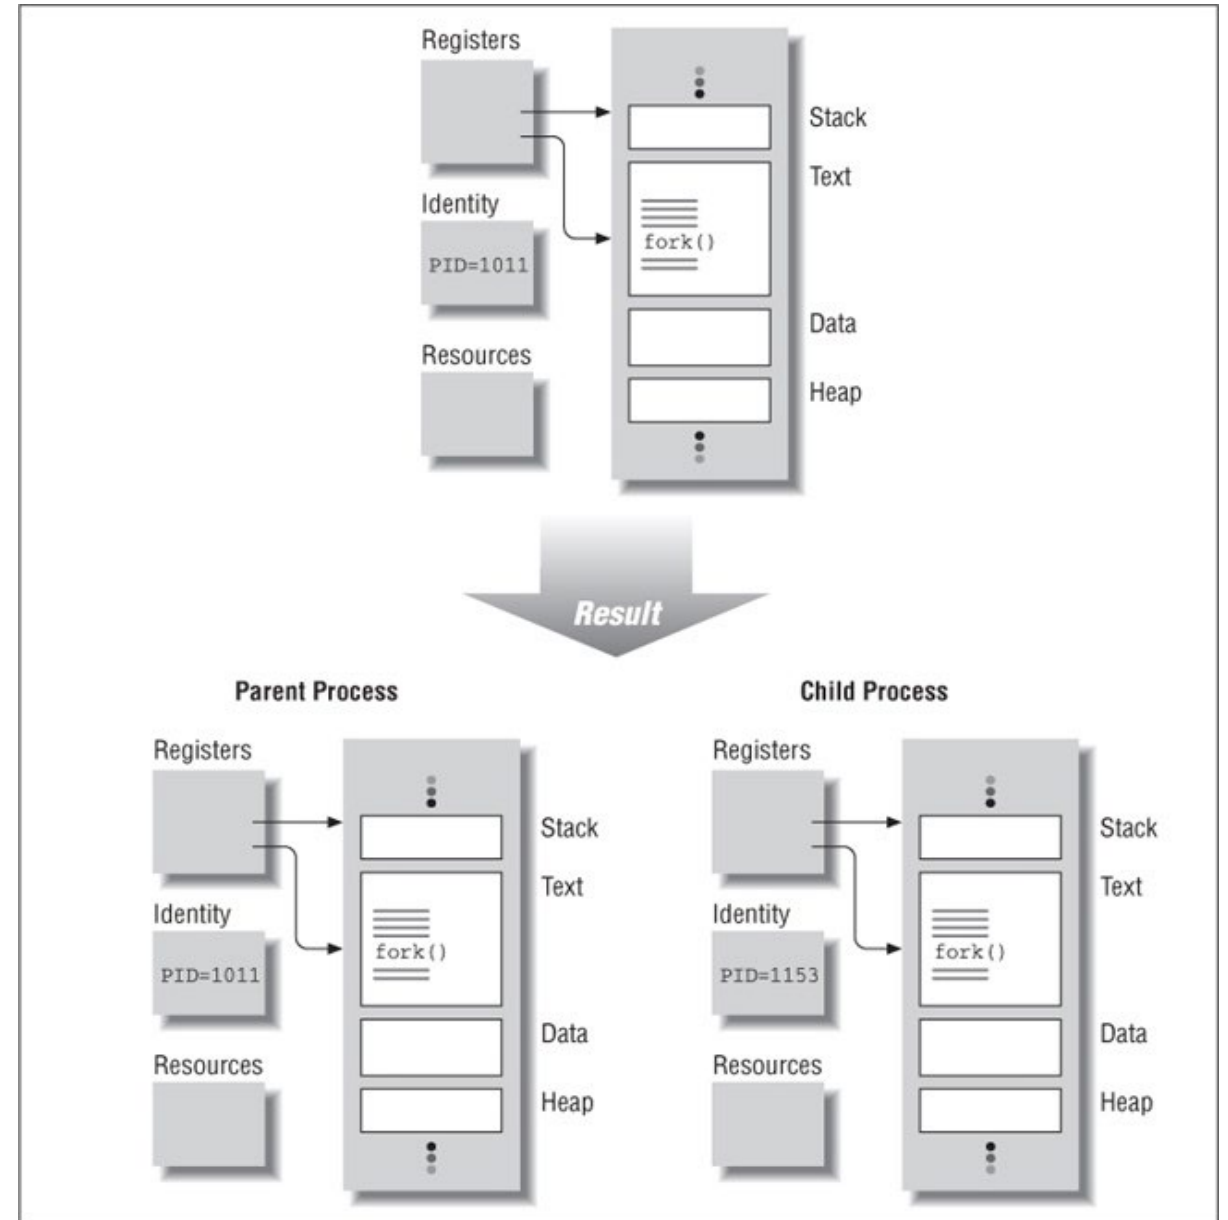 Registers
Stack
Text
Identity
fork()
PID=1011
Data
Resources
Heap
Result
Parent Process
Registers
Stack
Text
Identity
fork()
PID=1011
Data
Resources
Heap
Child Process
Registers
Stack
Text
Identity
fork()
PID=1153
Data
Resources
Heap